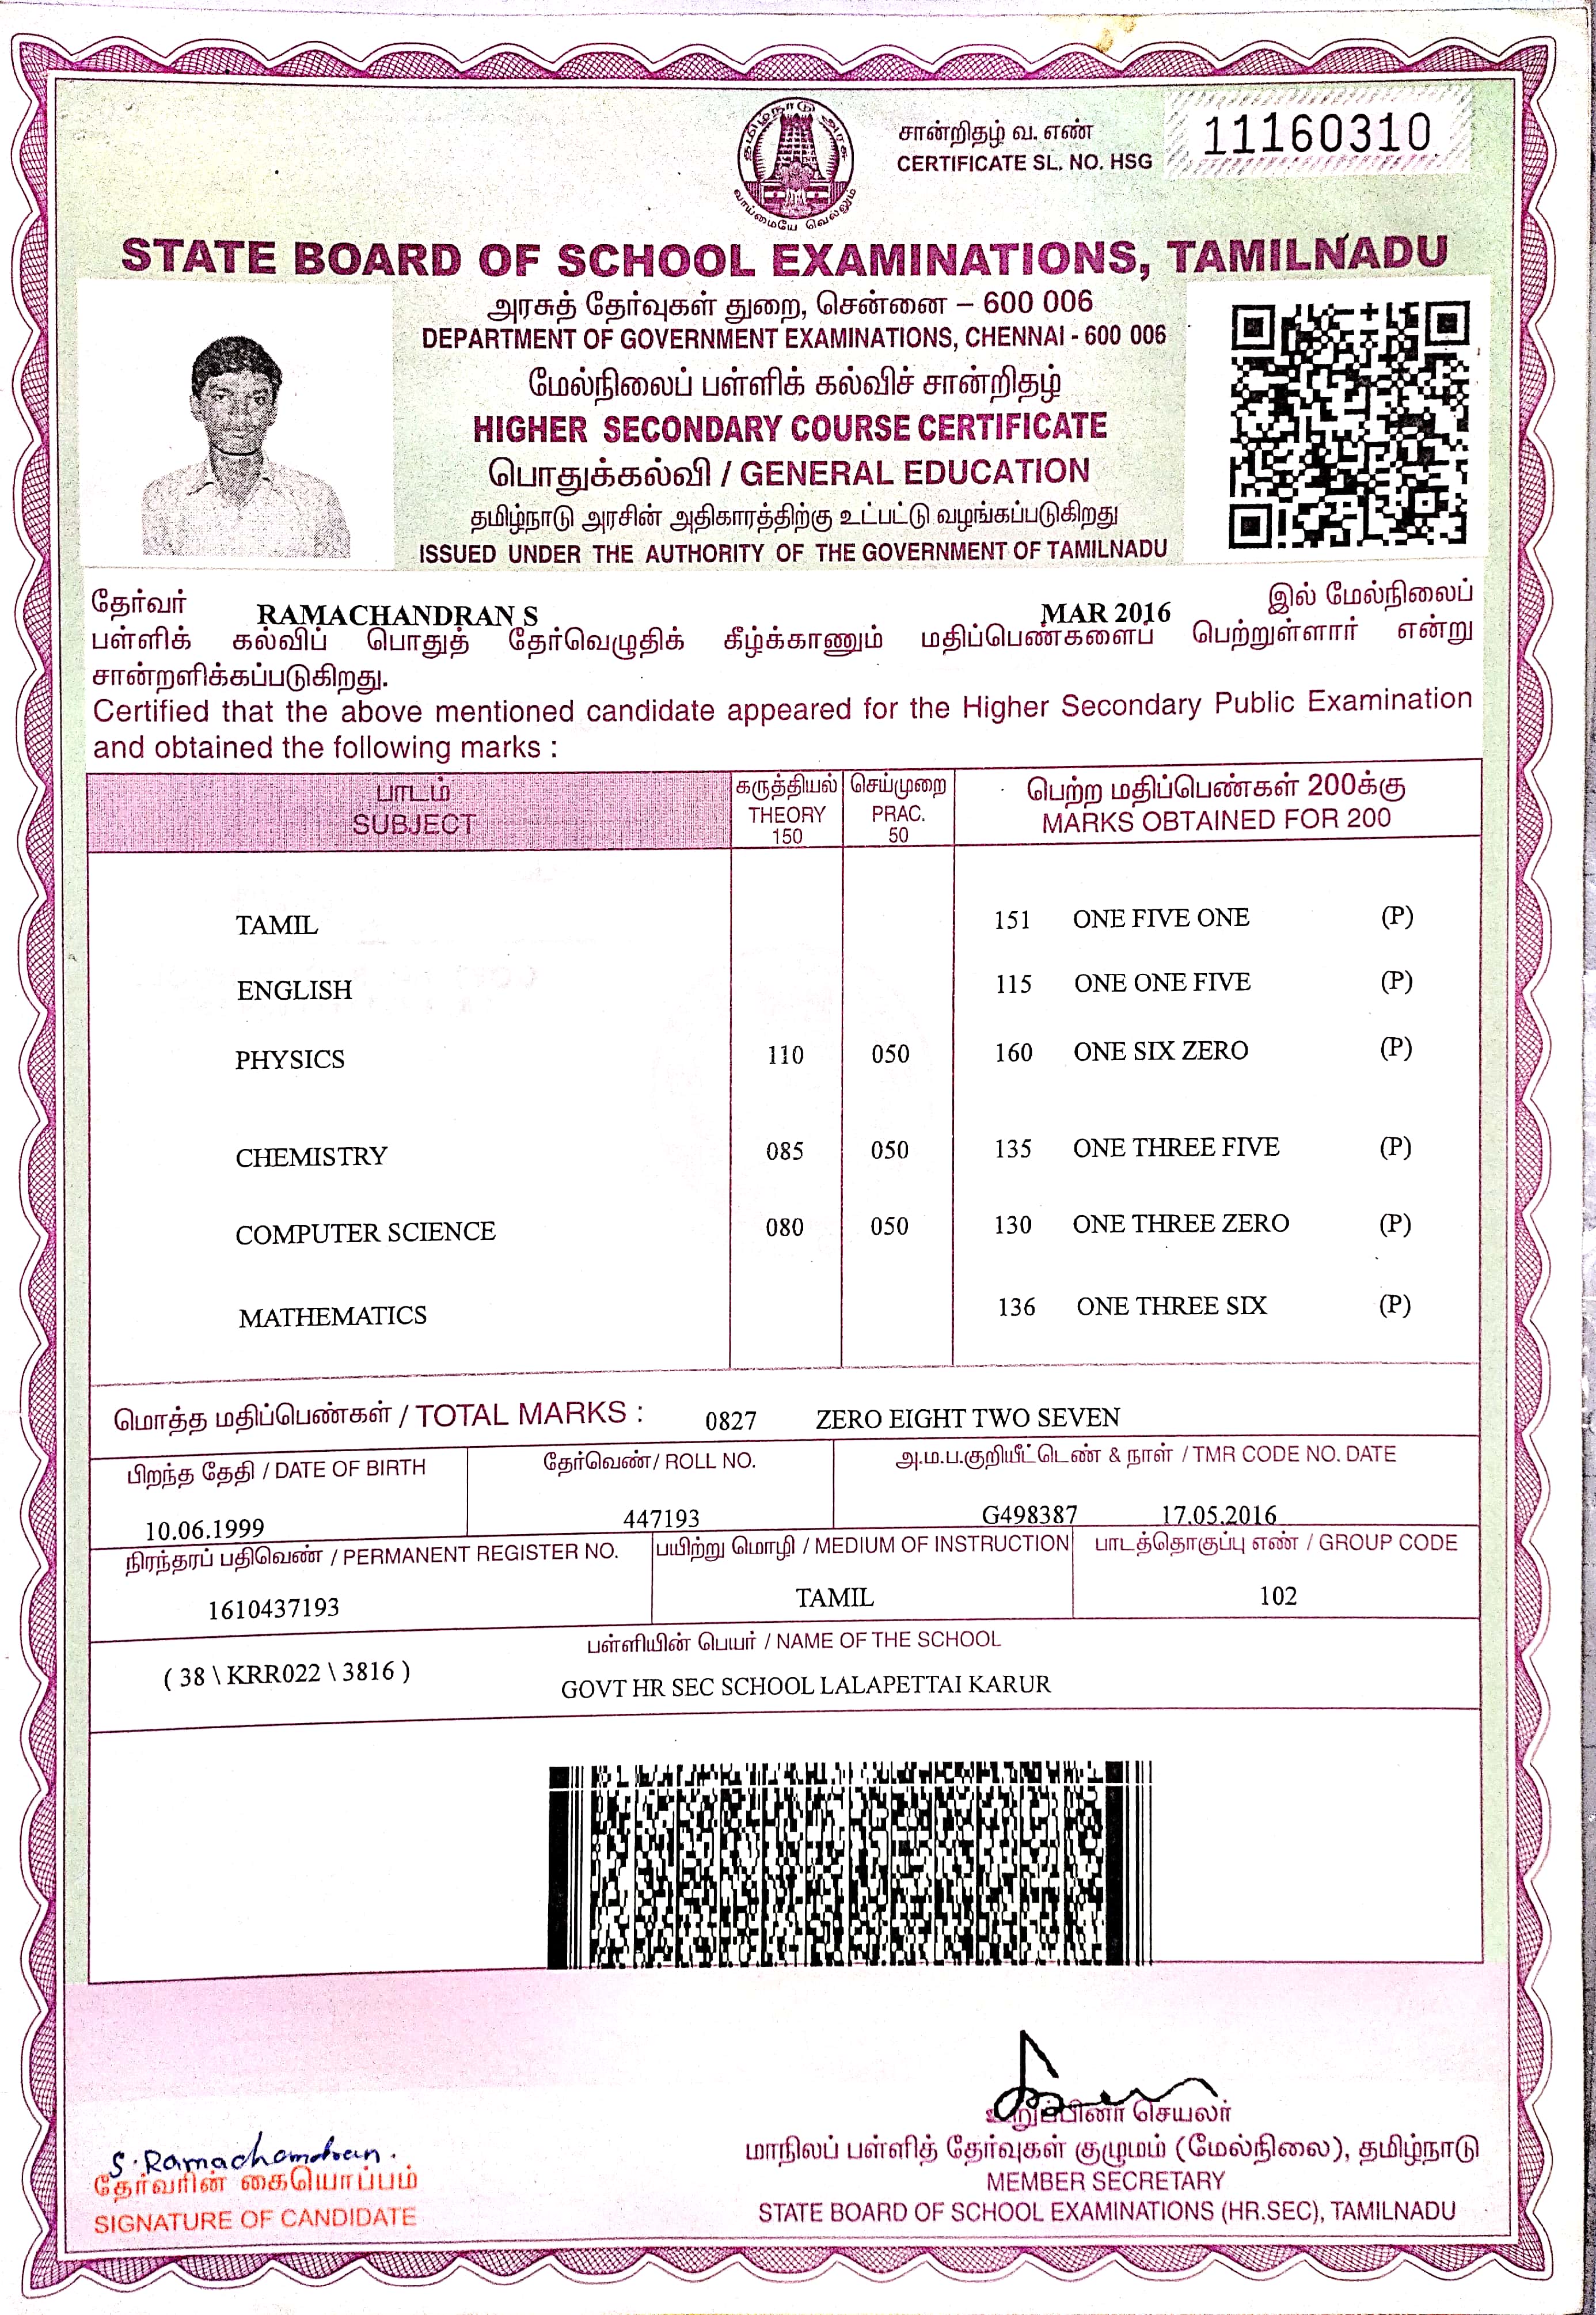 தமிழ்நாடு அரசு
வாய்மையே வெல்லும்
சான்றிதழ் வ. எண்
CERTIFICATE SL. NO. HSG
11160310
STATE BOARD OF SCHOOL EXAMINATIONS, TAMILNADU
அரசுத் தேர்வுகள் துறை, சென்னை – 600 006
DEPARTMENT OF GOVERNMENT EXAMINATIONS, CHENNAI - 600 006
மேல்நிலைப் பள்ளிக் கல்விச் சான்றிதழ்
HIGHER SECONDARY COURSE CERTIFICATE
பொதுக்கல்வி / GENERAL EDUCATION
தமிழ்நாடு அரசின் அதிகாரத்திற்கு உட்பட்டு வழங்கப்படுகிறது
ISSUED UNDER THE AUTHORITY OF THE GOVERNMENT OF TAMILNADU
தேர்வர் RAMACHANDRAN S MAR 2016 இல் மேல்நிலைப்
பள்ளிக் கல்விப் பொதுத் தேர்வெழுதிக் கீழ்க்காணும் மதிப்பெண்களைப் பெற்றுள்ளார் என்று
சான்றளிக்கப்படுகிறது.
Certified that the above mentioned candidate appeared for the Higher Secondary Public Examination
and obtained the following marks :
பாடம் கருத்தியல் செய்முறை பெற்ற மதிப்பெண்கள் 200க்கு
SUBJECT THEORY PRAC. MARKS OBTAINED FOR 200
150 50
TAMIL 151 ONE FIVE ONE (P)
ENGLISH 115 ONE ONE FIVE (P)
PHYSICS 110 050 160 ONE SIX ZERO (P)
CHEMISTRY 085 050 135 ONE THREE FIVE (P)
COMPUTER SCIENCE 080 050 130 ONE THREE ZERO (P)
MATHEMATICS 136 ONE THREE SIX (P)
மொத்த மதிப்பெண்கள் / TOTAL MARKS : 0827 ZERO EIGHT TWO SEVEN
பிறந்த தேதி / DATE OF BIRTH தேர்வெண்/ ROLL NO. அ.ம.ப.குறியீட்டெண் & நாள் / TMR CODE NO. DATE
10.06.1999 447193 G498387 17.05.2016
நிரந்தரப் பதிவெண் / PERMANENT REGISTER NO. பயிற்று மொழி / MEDIUM OF INSTRUCTION பாடத்தொகுப்பு எண் / GROUP CODE
1610437193 TAMIL 102
பள்ளியின் பெயர் / NAME OF THE SCHOOL
( 38 \ KRR022 \ 3816 ) GOVT HR SEC SCHOOL LALAPETTAI KARUR
S. Ramachandran.
தேர்வரின் கையொப்பம்
SIGNATURE OF CANDIDATE
உறுப்பினர் செயலர்
மாநிலப் பள்ளித் தேர்வுகள் குழுமம் (மேல்நிலை), தமிழ்நாடு
MEMBER SECRETARY
STATE BOARD OF SCHOOL EXAMINATIONS (HR.SEC), TAMILNADU